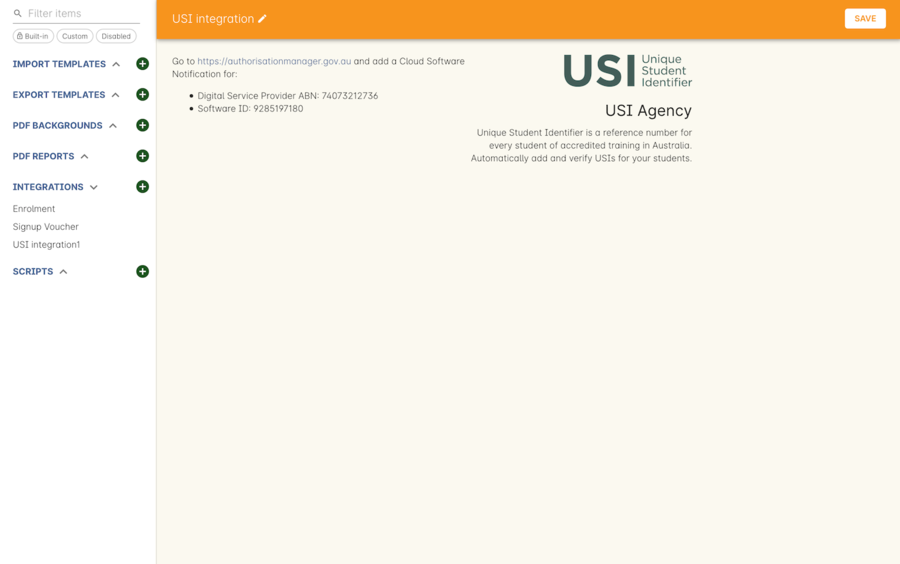 Filter items
Built-in
Custom
Disabled
IMPORT TEMPLATES
EXPORT TEMPLATES
PDF BACKGROUNDS
PDF REPORTS
INTEGRATIONS
Enrolment
Signup Voucher
USI integration1
SCRIPTS
USI integration
SAVE
Go to https://authorisationmanager.gov.au and add a Cloud Software
Notification for:
• Digital Service Provider ABN: 74073212736
• Software ID: 9285197180
USI Unique
Student
Identifier
USI Agency
Unique Student Identifier is a reference number for
every student of accredited training in Australia.
Automatically add and verify USIs for your students.